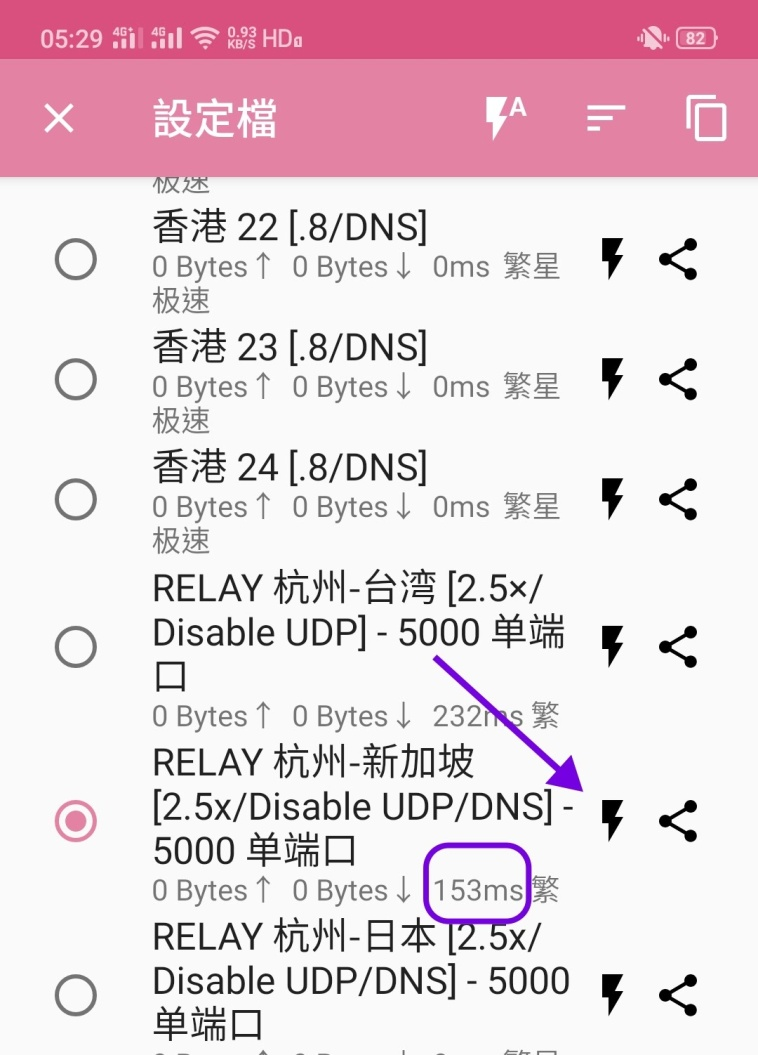 05:29 4G+ 4G 0.93 KB/S HD 82
設定檔 A
极速
香港 22 [.8/DNS]
0 Bytes↑ 0 Bytes↓ 0ms 繁星
极速
香港 23 [.8/DNS]
0 Bytes↑ 0 Bytes↓ 0ms 繁星
极速
香港 24 [.8/DNS]
0 Bytes↑ 0 Bytes↓ 0ms 繁星
极速
RELAY 杭州-台湾 [2.5×/
Disable UDP] - 5000 单端
口
0 Bytes↑ 0 Bytes↓ 232ms 繁
RELAY 杭州-新加坡
[2.5x/Disable UDP/DNS] -
5000 单端口
0 Bytes↑ 0 Bytes↓ 153ms 繁
RELAY 杭州-日本 [2.5x/
Disable UDP/DNS] - 5000
单端口